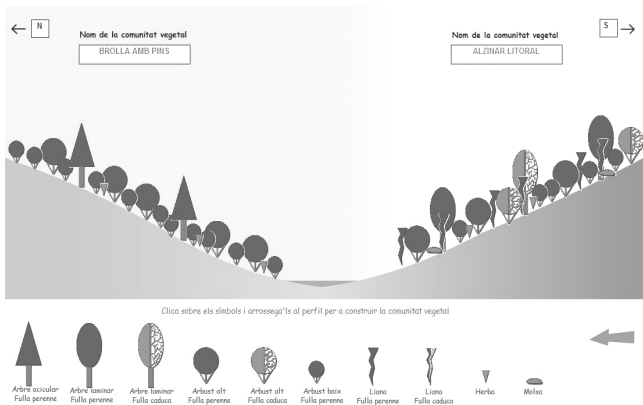 N
S
Nom de la comunitat vegetal
BROLLA AMB PINS
Nom de la comunitat vegetal
ALZINAR LITORAL
Clica sobre els símbols i arrossega'ls al perfil per a construir la comunitat vegetal
Arbre acicular
Fulla perenne
Arbre laminar
Fulla perenne
Arbre laminar
Fulla caduca
Arbust alt
Fulla perenne
Arbust alt
Fulla caduca
Arbust baix
Fulla perenne
Liana
Fulla perenne
Liana
Fulla caduca
Herba
Molsa